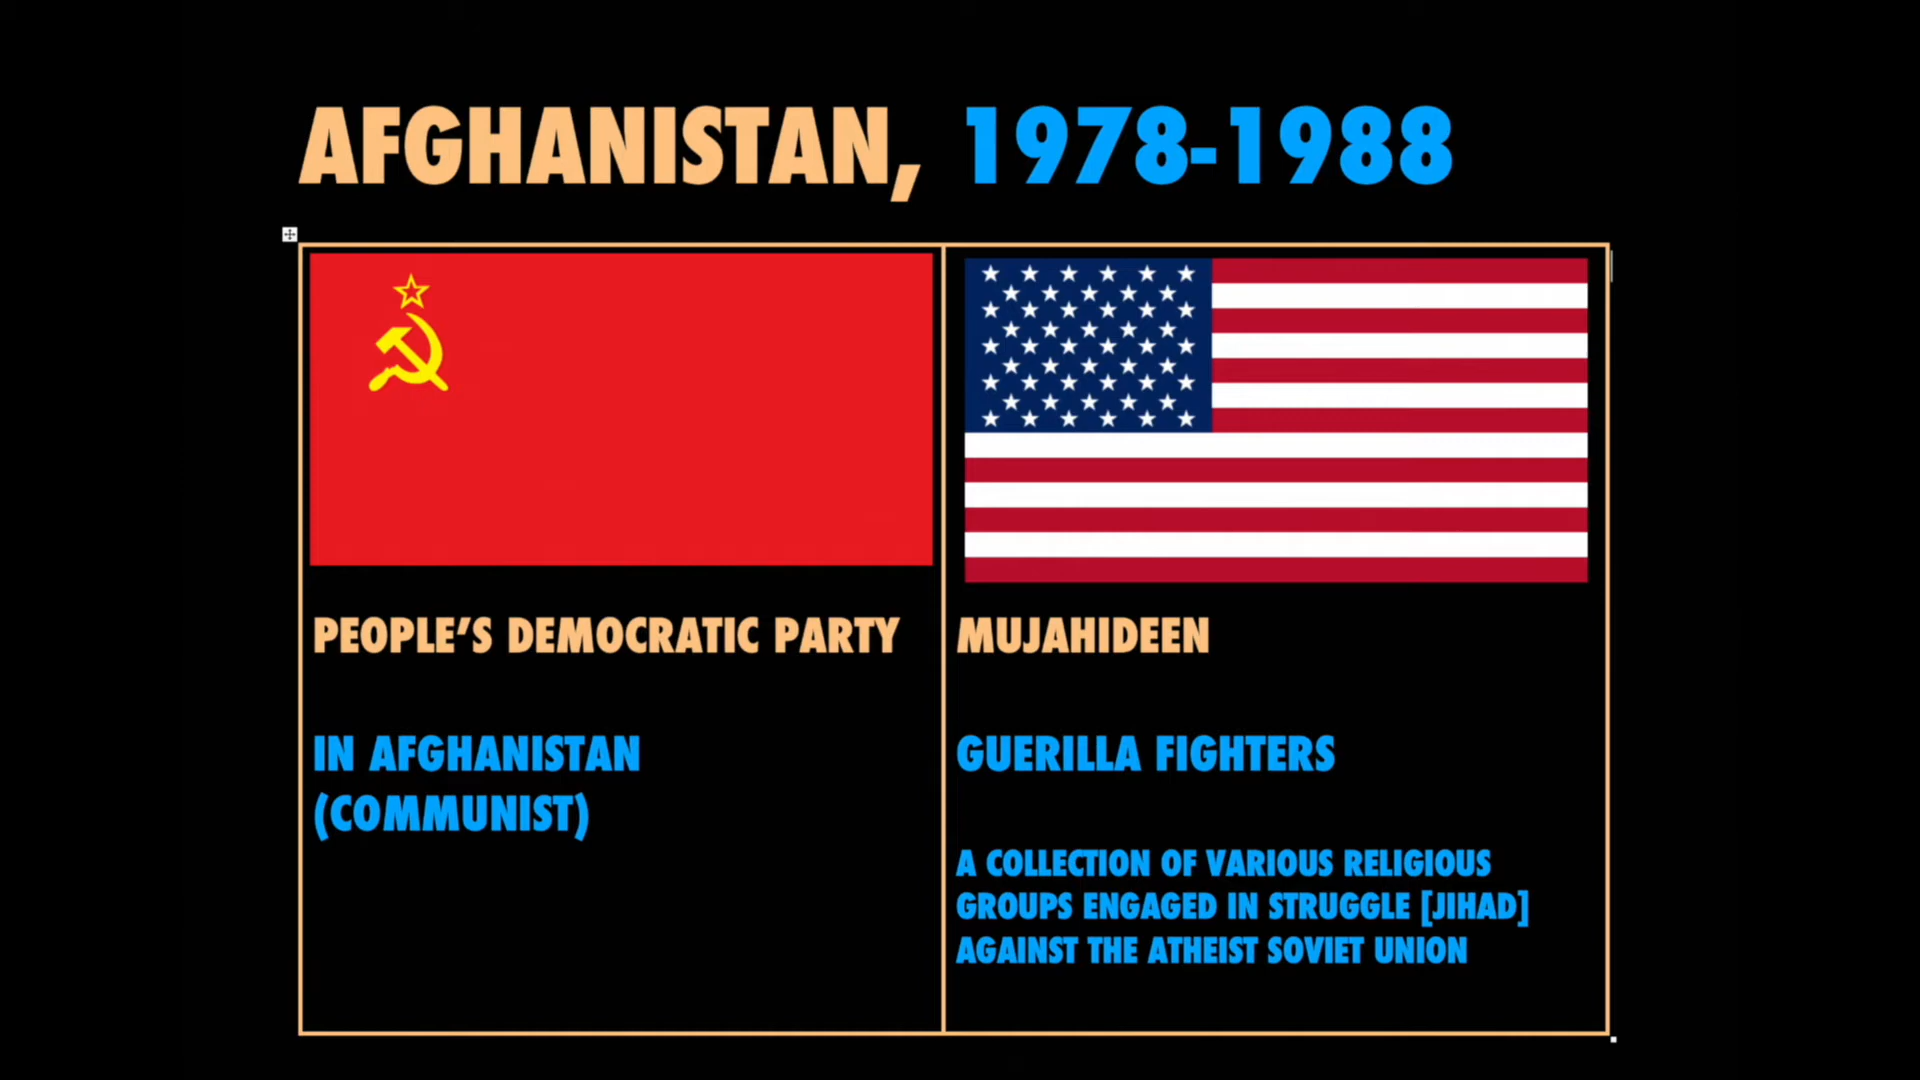 AFGHANISTAN, 1978-1988
PEOPLE'S DEMOCRATIC PARTY
IN AFGHANISTAN
(COMMUNIST)
MUJAHIDEEN
GUERILLA FIGHTERS
A COLLECTION OF VARIOUS RELIGIOUS
GROUPS ENGAGED IN STRUGGLE [JIHAD]
AGAINST THE ATHEIST SOVIET UNION